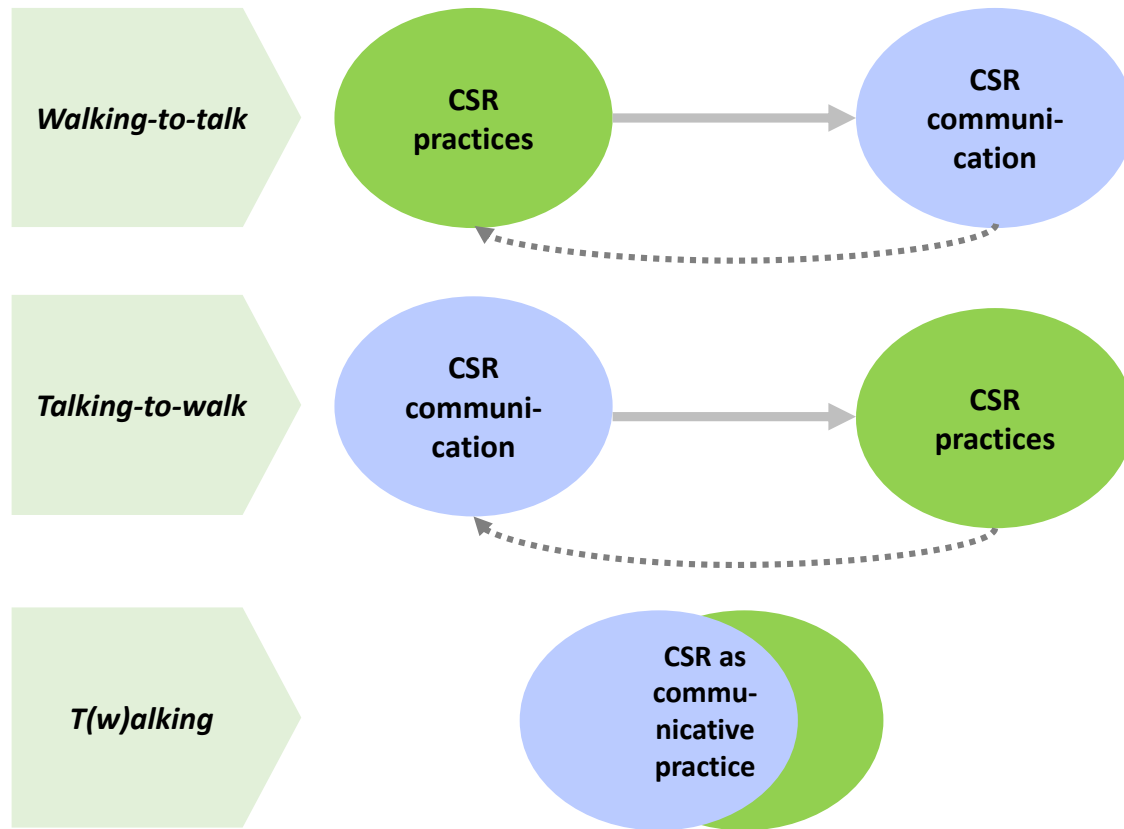 Walking-to-talk
CSR
practices
CSR
communi-
cation
Talking-to-walk
CSR
communi-
cation
CSR
practices
T(w)alking
CSR as
commu-
nicative
practice